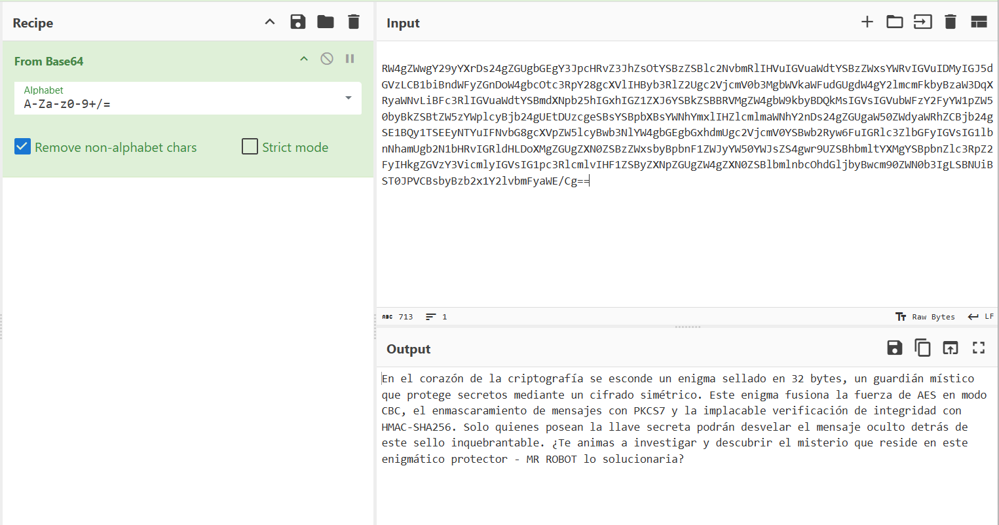 Recipe
From Base64
Alphabet
A-Za-z0-9+/=
Remove non-alphabet chars
Strict mode
Input
RW4gZWwgY29yYXrDs24gZGUgbGEgY3JpcHRvZ3JhZsOtYSBzZSBlc2NvbmRlIHVuIGVuaWdtYSBzZWxsYWRvIGVuIDMyIGJ5d
GVzLCB1biBndWFyZGnDoW4gbcOtc3RpY28gcXVlIHByb3RlZ2Ugc2VjcmV0b3MgbWVkaWFudGUgdW4gY2lmcmFkbyBzaW3DqX
RyaWNvLiBFc3RlIGVuaWdtYSBmdXNpb25hIGxhIGZ1ZXJ6YSBkZSBBRVMgZW4gbW9kbyBDQkMsIGVsIGVubWFzY2FyYW1pZW5
0byBkZSBtZW5zYWplcyBjb24gUEtDUzcgeSBsYSBpbXBsYWNhYmxlIHZlcmlmaWNhY2nDs24gZGUgaW50ZWdyaWRhZCBjb24g
SE1BQy1TSEEyNTYuIFNvbG8gcXVpZW5lcyBwb3NlYW4gbGEgbGxhdmUgc2VjcmV0YSBwb2Ryw6FuIGRlc3ZlbGFyIGVsIG1lb
nNhamUgb2N1bHRvIGRldHLDoXMgZGUgZXN0ZSBzZWxsbyBpbnF1ZWJyYW50YWJsZS4gwr9UZSBhbmltYXMgYSBpbnZlc3RpZ2
FyIHkgZGVzY3VicmlyIGVsIG1pc3RlcmlvIHF1ZSByZXNpZGUgZW4gZXN0ZSBlbmlnbcOhdGljbyBwcm90ZWN0b3IgLSBNUiB
ST0JPVCBsbyBzb2x1Y2lvbmFyaWE/Cg==
ABC 713 1 Tт Raw Bytes LF
Output
En el corazón de la criptografía se esconde un enigma sellado en 32 bytes, un guardián místico
que protege secretos mediante un cifrado simétrico. Este enigma fusiona la fuerza de AES en modo
CBC, el enmascaramiento de mensajes con PKCS7 y la implacable verificación de integridad con
HMAC-SHA256. Solo quienes posean la llave secreta podrán desvelar el mensaje oculto detrás de
este sello inquebrantable. ¿Te animas a investigar y descubrir el misterio que reside en este
enigmático protector - MR ROBOT lo solucionaria?